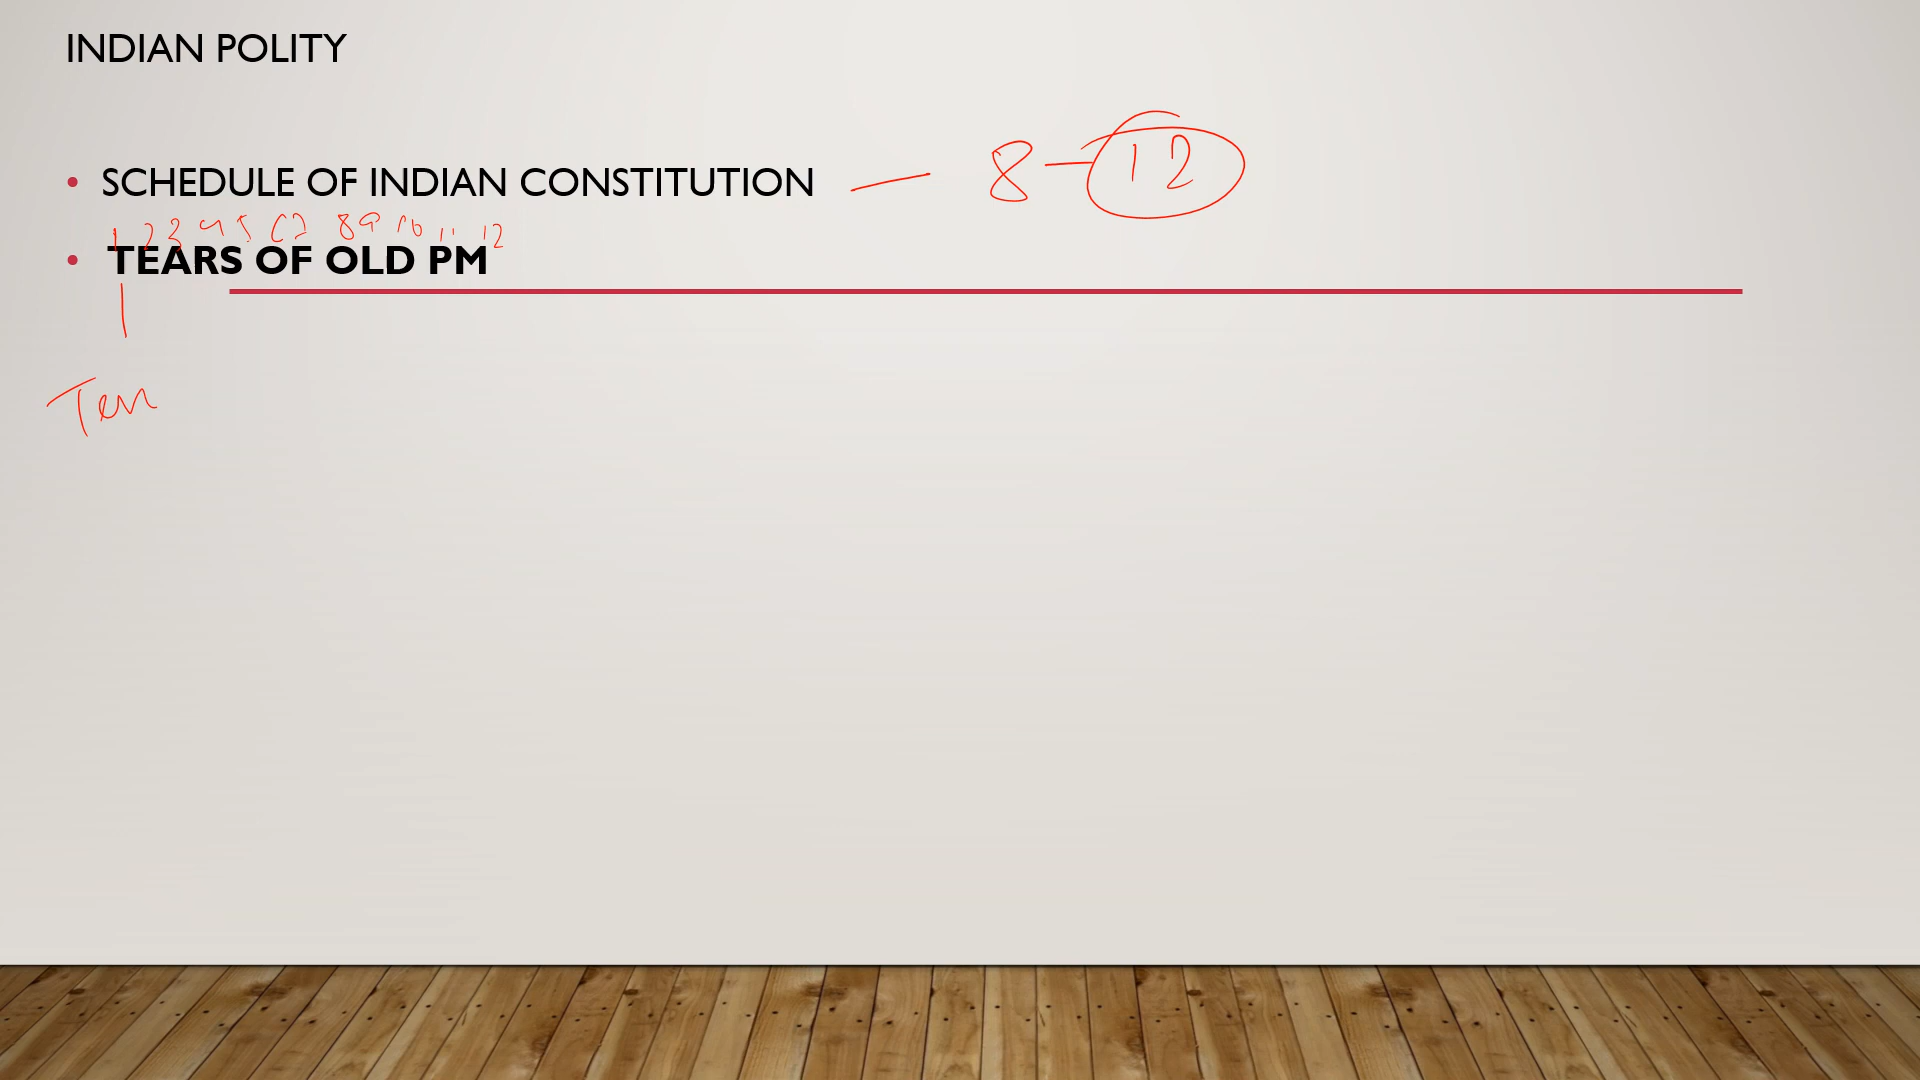 INDIAN POLITY
• SCHEDULE OF INDIAN CONSTITUTION — 8 – 12
1 2 3 4 5 6 7 8 9 10 11 12
• TEARS OF OLD PM